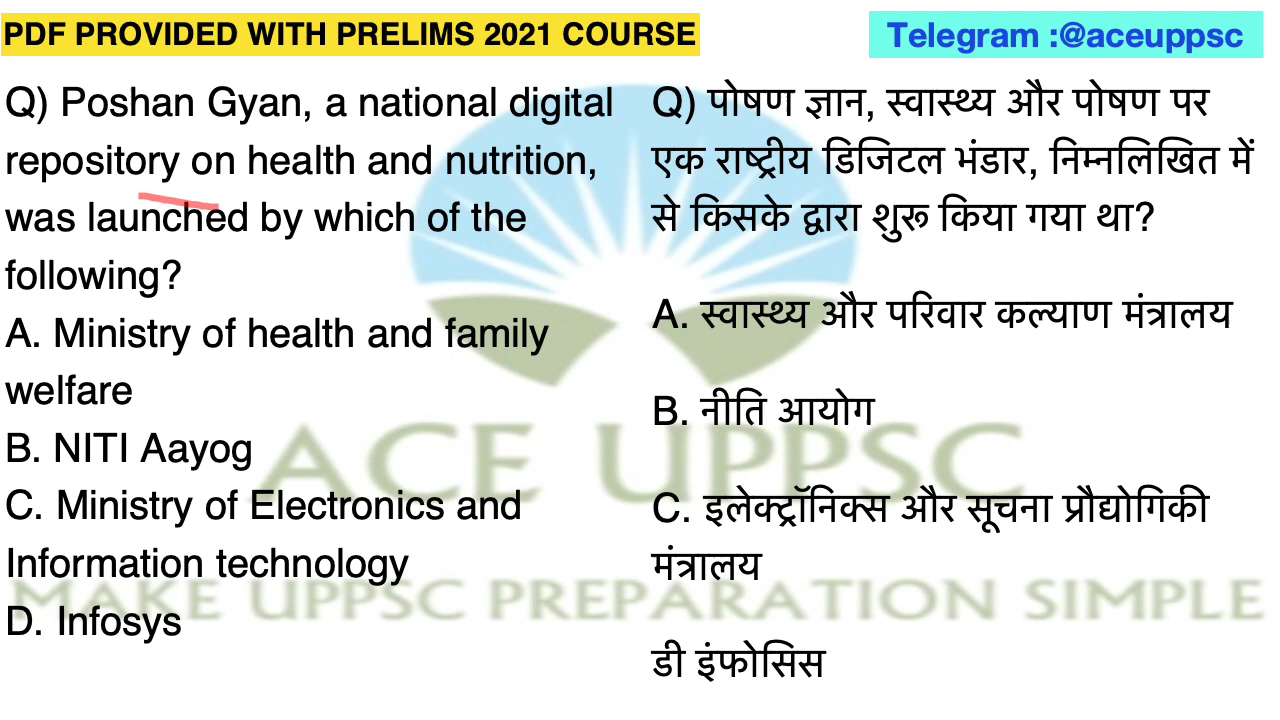 PDF PROVIDED WITH PRELIMS 2021 COURSE
Telegram :@aceuppsc
Q) Poshan Gyan, a national digital
repository on health and nutrition,
was launched by which of the
following?
A. Ministry of health and family
welfare
B. NITI Aayog
C. Ministry of Electronics and
Information technology
D. Infosys
Q) पोषण ज्ञान, स्वास्थ्य और पोषण पर
एक राष्ट्रीय डिजिटल भंडार, निम्नलिखित में
से किसके द्वारा शुरू किया गया था?
A. स्वास्थ्य और परिवार कल्याण मंत्रालय
B. नीति आयोग
C. इलेक्ट्रॉनिक्स और सूचना प्रौद्योगिकी
मंत्रालय
डी इंफोसिस
ACE UPPSC
MAKE UPPSC PREPARATION SIMPLE